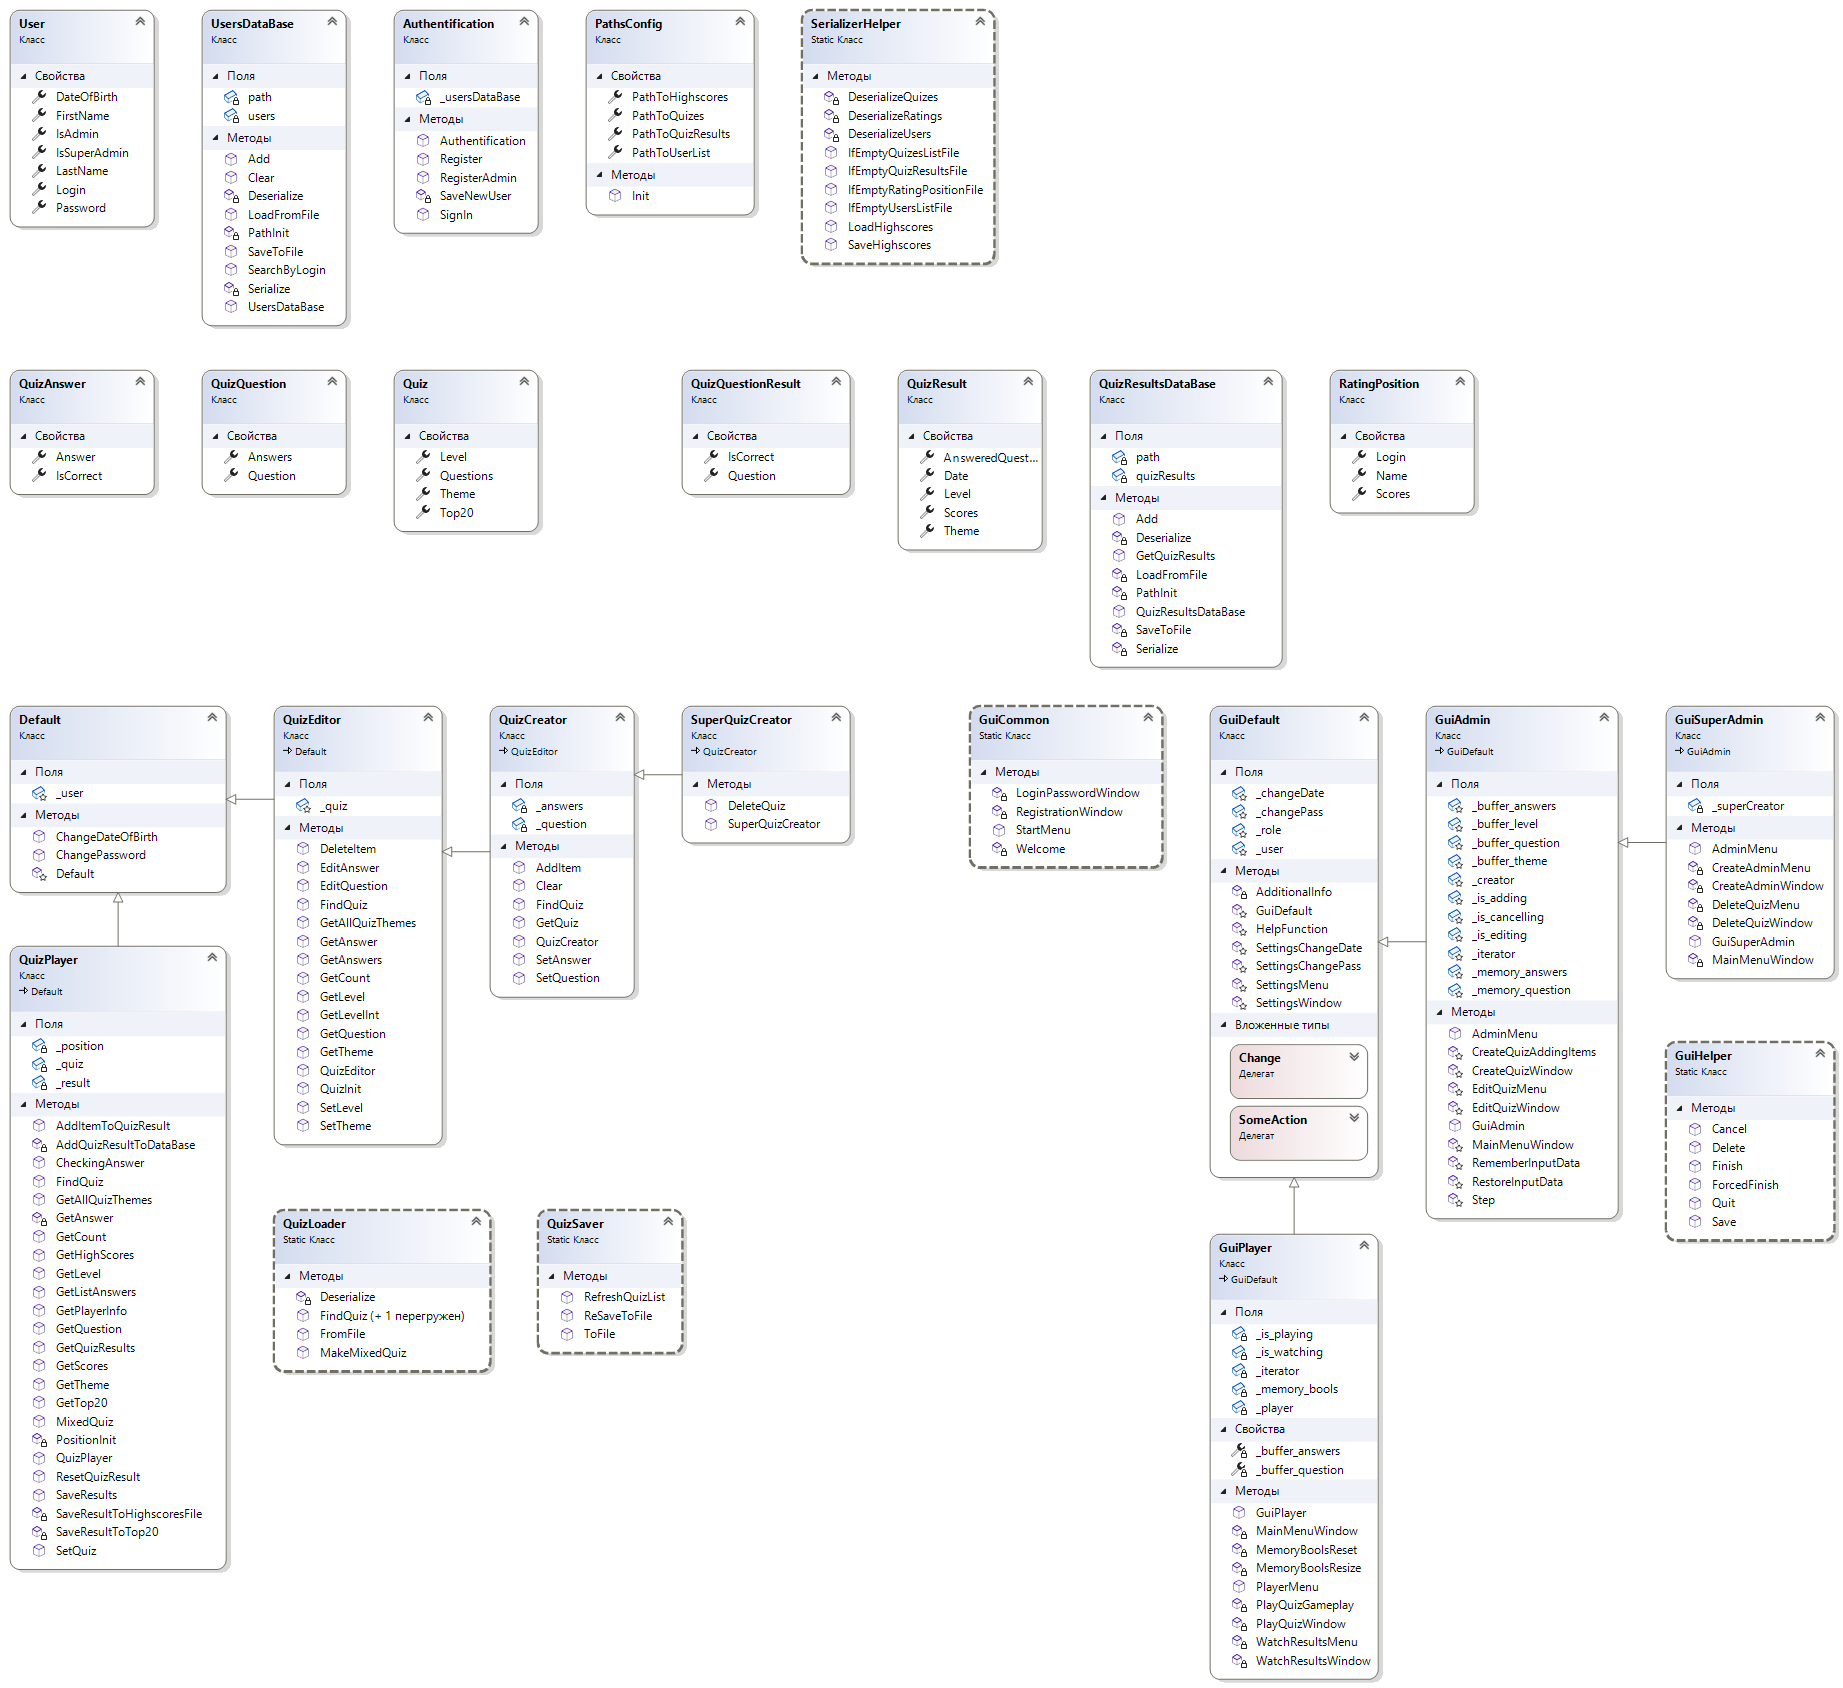 User
Класс
Свойства
DateOfBirth
FirstName
IsAdmin
IsSuperAdmin
LastName
Login
Password
UsersDataBase
Класс
Поля
path
users
Методы
Add
Clear
Deserialize
LoadFromFile
PathInit
SaveToFile
SearchByLogin
Serialize
UsersDataBase
Authentification
Класс
Поля
_usersDataBase
Методы
Authentification
Register
RegisterAdmin
SaveNewUser
SignIn
PathsConfig
Класс
Свойства
PathToHighscores
PathToQuizes
PathToQuizResults
PathToUserList
Методы
Init
SerializerHelper
Static Класс
Методы
DeserializeQuizes
DeserializeRatings
DeserializeUsers
IfEmptyQuizesListFile
IfEmptyQuizResultsFile
IfEmptyRatingPositionFile
IfEmptyUsersListFile
LoadHighscores
SaveHighscores
QuizAnswer
Класс
Свойства
Answer
IsCorrect
QuizQuestion
Класс
Свойства
Answers
Question
Quiz
Класс
Свойства
Level
Questions
Theme
Top20
QuizQuestionResult
Класс
Свойства
IsCorrect
Question
QuizResult
Класс
Свойства
AnsweredQuest...
Date
Level
Scores
Theme
QuizResultsDataBase
Класс
Поля
path
quizResults
Методы
Add
Deserialize
GetQuizResults
LoadFromFile
PathInit
QuizResultsDataBase
SaveToFile
Serialize
RatingPosition
Класс
Свойства
Login
Name
Scores
Default
Класс
Поля
_user
Методы
ChangeDateOfBirth
ChangePassword
Default
QuizEditor
Класс
Default
Поля
_quiz
Методы
DeleteItem
EditAnswer
EditQuestion
FindQuiz
GetAllQuizThemes
GetAnswer
GetAnswers
GetCount
GetLevel
GetLevelInt
GetQuestion
GetTheme
QuizEditor
QuizInit
SetLevel
SetTheme
QuizCreator
Класс
QuizEditor
Поля
_answers
_question
Методы
AddItem
Clear
FindQuiz
GetQuiz
QuizCreator
SetAnswer
SetQuestion
SuperQuizCreator
Класс
QuizCreator
Методы
DeleteQuiz
SuperQuizCreator
GuiCommon
Static Класс
Методы
LoginPasswordWindow
RegistrationWindow
StartMenu
Welcome
GuiDefault
Класс
Поля
_changeDate
_changePass
_role
_user
Методы
AdditionalInfo
GuiDefault
HelpFunction
SettingsChangeDate
SettingsChangePass
SettingsMenu
SettingsWindow
Вложенные типы
Change
Делегат
SomeAction
Делегат
GuiAdmin
Класс
GuiDefault
Поля
_buffer_answers
_buffer_level
_buffer_question
_buffer_theme
_creator
_is_adding
_is_cancelling
_is_editing
_iterator
_memory_answers
_memory_question
Методы
AdminMenu
CreateQuizAddingItems
CreateQuizWindow
EditQuizMenu
EditQuizWindow
GuiAdmin
MainMenuWindow
RememberInputData
RestoreInputData
Step
GuiSuperAdmin
Класс
GuiAdmin
Поля
_superCreator
Методы
AdminMenu
CreateAdminMenu
CreateAdminWindow
DeleteQuizMenu
DeleteQuizWindow
GuiSuperAdmin
MainMenuWindow
QuizPlayer
Класс
Default
Поля
_position
_quiz
_result
Методы
AddItemToQuizResult
AddQuizResultToDataBase
CheckingAnswer
FindQuiz
GetAllQuizThemes
GetAnswer
GetCount
GetHighScores
GetLevel
GetListAnswers
GetPlayerInfo
GetQuestion
GetQuizResults
GetScores
GetTheme
GetTop20
MixedQuiz
PositionInit
QuizPlayer
ResetQuizResult
SaveResults
SaveResultToHighscoresFile
SaveResultToTop20
SetQuiz
GuiHelper
Static Класс
Методы
Cancel
Delete
Finish
ForcedFinish
Quit
Save
QuizLoader
Static Класс
Методы
Deserialize
FindQuiz (+ 1 перегружен)
FromFile
MakeMixedQuiz
QuizSaver
Static Класс
Методы
RefreshQuizList
ReSaveToFile
ToFile
GuiPlayer
Класс
GuiDefault
Поля
_is_playing
_is_watching
_iterator
_memory_bools
_player
Свойства
_buffer_answers
_buffer_question
Методы
GuiPlayer
MainMenuWindow
MemoryBoolsReset
MemoryBoolsResize
PlayerMenu
PlayQuizGameplay
PlayQuizWindow
WatchResultsMenu
WatchResultsWindow